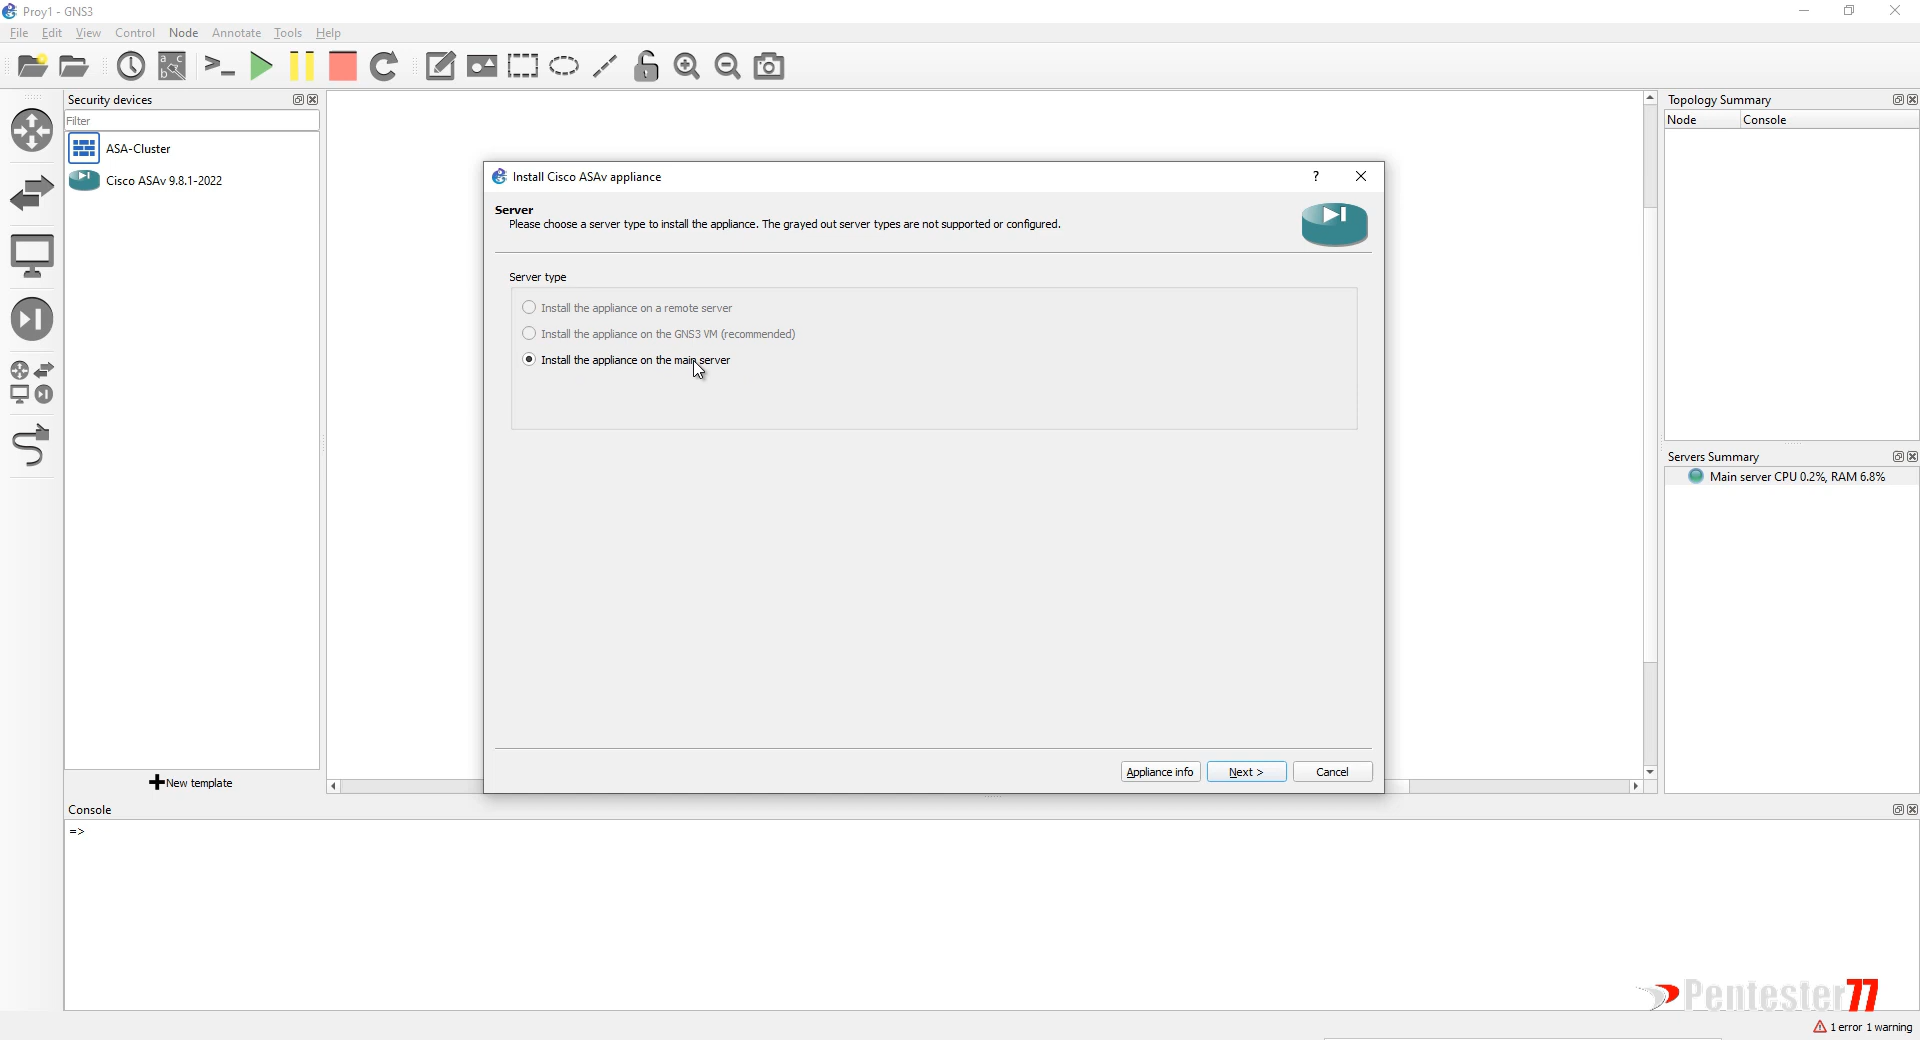 Proy1 - GNS3
File Edit View Control Node Annotate Tools Help
Security devices
Filter
ASA-Cluster
Cisco ASAv 9.8.1-2022
New template
Install Cisco ASAv appliance
?
Server
Please choose a server type to install the appliance. The grayed out server types are not supported or configured.
Server type
Install the appliance on a remote server
Install the appliance on the GNS3 VM (recommended)
Install the appliance on the main server
Appliance info Next > Cancel
Topology Summary
Node Console
Servers Summary
Main server CPU 0.2%, RAM 6.8%
Console
=>
Pentester77
1 error 1 warning